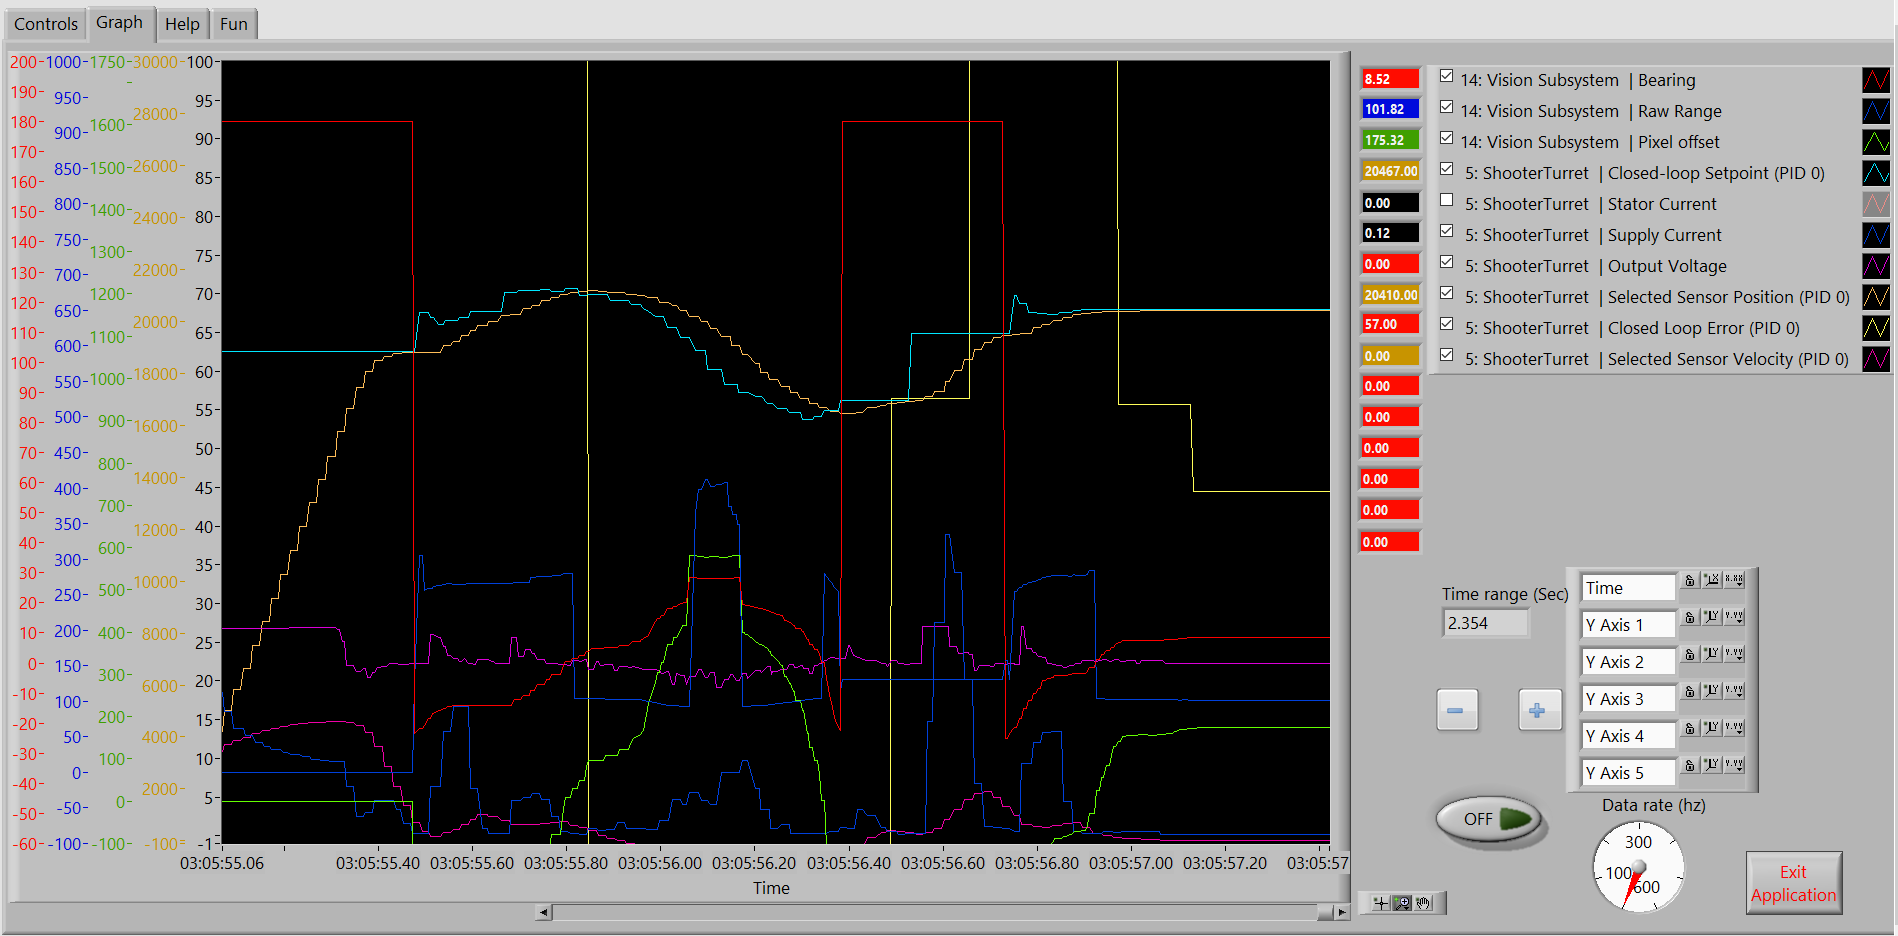 Controls Graph Help Fun
200 1000 1750 30000 100
190 950 28000 95
180 900 1600 90
170 850 1500 26000 85
160 800 1400 24000 80
150 750 1300 22000 75
140 700 1200 20000 70
130 650 1100 18000 65
120 600 1000 16000 60
110 550 900 14000 55
100 500 800 12000 50
90 450 700 10000 45
80 400 600 8000 40
70 350 500 6000 35
60 300 400 4000 30
50 250 300 2000 25
40 200 200 -100 20
30 150 100 15
20 100 0 10
10 50 -100 5
0 0 -1
-10 -50
-20 -100
-30
-40
-50
-60
03:05:55.06 03:05:55.40 03:05:55.60 03:05:55.80 03:05:56.00 03:05:56.20 03:05:56.40 03:05:56.60 03:05:56.80 03:05:57.00 03:05:57.20 03:05:57
Time
8.52 14: Vision Subsystem | Bearing
101.82 14: Vision Subsystem | Raw Range
175.32 14: Vision Subsystem | Pixel offset
20467.00 5: ShooterTurret | Closed-loop Setpoint (PID 0)
0.00 5: ShooterTurret | Stator Current
0.12 5: ShooterTurret | Supply Current
0.00 5: ShooterTurret | Output Voltage
20410.00 5: ShooterTurret | Selected Sensor Position (PID 0)
57.00 5: ShooterTurret | Closed Loop Error (PID 0)
0.00 5: ShooterTurret | Selected Sensor Velocity (PID 0)
0.00
0.00
0.00
0.00
0.00
0.00
Time range (Sec)
2.354
Time
Y Axis 1
Y Axis 2
Y Axis 3
Y Axis 4
Y Axis 5
OFF
Data rate (hz)
300
100
600
Exit
Application